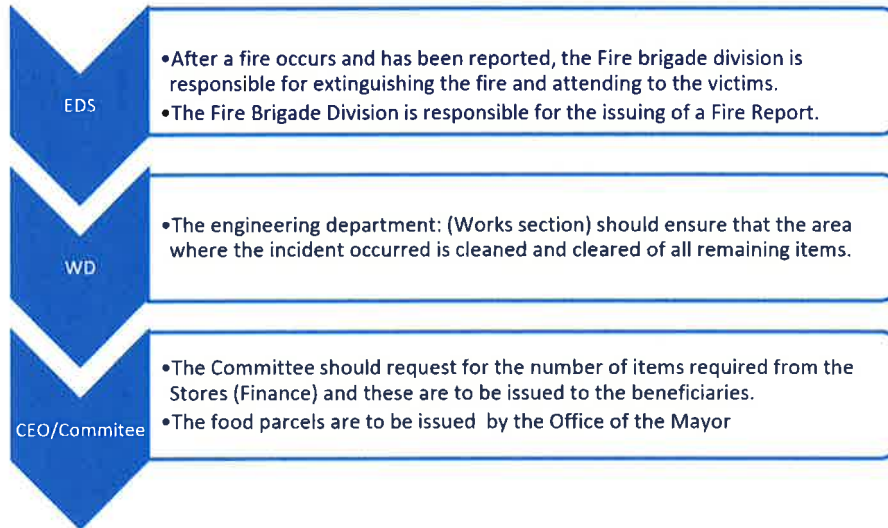 EDS
•After a fire occurs and has been reported, the Fire brigade division is
responsible for extinguishing the fire and attending to the victims.
•The Fire Brigade Division is responsible for the issuing of a Fire Report.
WD
•The engineering department: (Works section) should ensure that the area
where the incident occurred is cleaned and cleared of all remaining items.
CEO/Commitee
•The Committee should request for the number of items required from the
Stores (Finance) and these are to be issued to the beneficiaries.
•The food parcels are to be issued by the Office of the Mayor